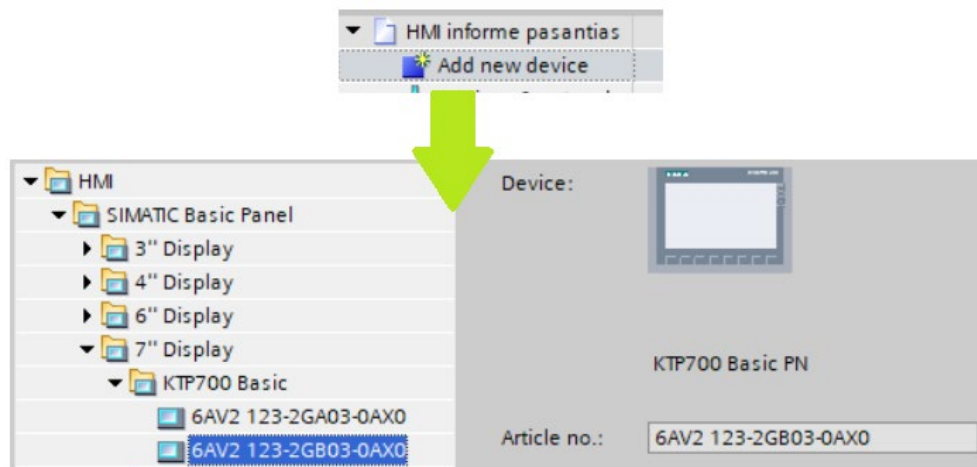 HMI informe pasantias
Add new device
HMI
SIMATIC Basic Panel
3" Display
4" Display
6" Display
7" Display
KTP700 Basic
6AV2 123-2GA03-0AX0
6AV2 123-2GB03-0AX0
Device:
KTP700 Basic PN
Article no.: 6AV2 123-2GB03-0AX0